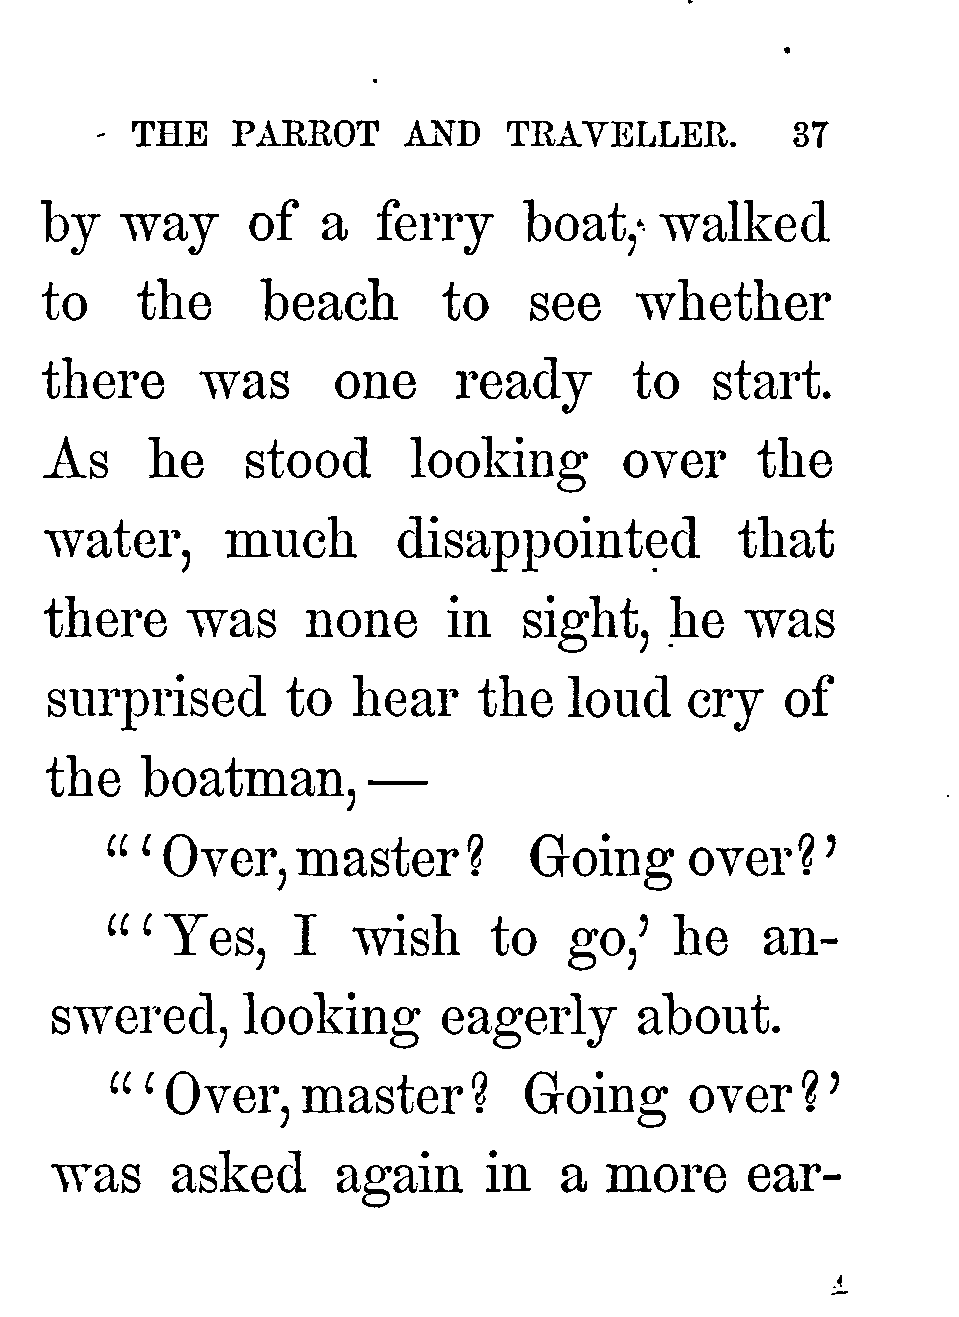 THE PARROT AND TRAVELLER. 37
by way of a ferry boat, walked
to the beach to see whether
there was one ready to start.
As he stood looking over the
water, much disappointed that
there was none in sight, he was
surprised to hear the loud cry of
the boatman,—
"'Over, master? Going over?'
"'Yes, I wish to go,' he an-
swered, looking eagerly about.
"'Over, master? Going over?'
was asked again in a more ear-